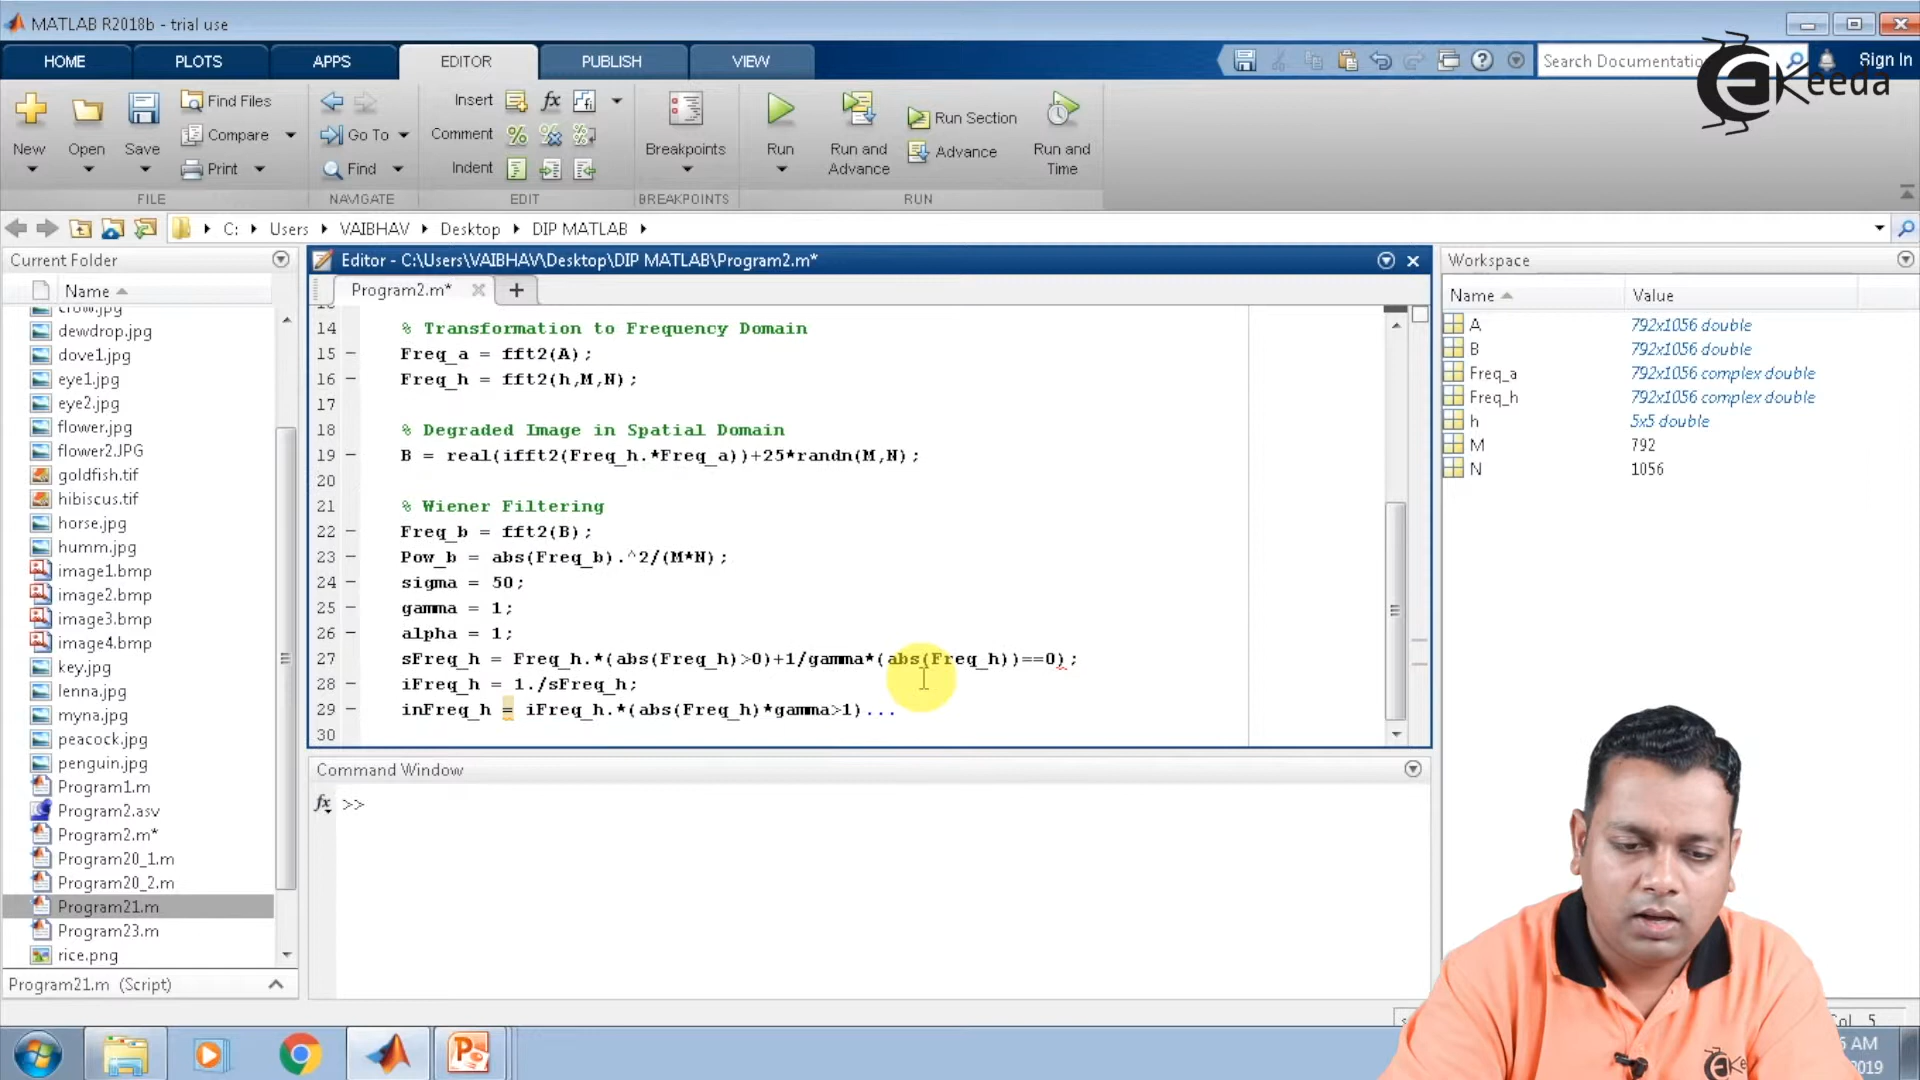 MATLAB R2018b - trial use
HOME
PLOTS
APPS
EDITOR
PUBLISH
VIEW
Search Documentatio
Sign In
Keeda
New
Open
Save
Find Files
Compare
Print
Go To
Find
Insert
fx
Comment
Indent
Breakpoints
Run
Run and Advance
Run Section
Advance
Run and Time
FILE
NAVIGATE
EDIT
BREAKPOINTS
RUN
C: Users VAIBHAV Desktop DIP MATLAB
Current Folder
Name
crow.jpg
dewdrop.jpg
dove1.jpg
eye1.jpg
eye2.jpg
flower.jpg
flower2.JPG
goldfish.tif
hibiscus.tif
horse.jpg
humm.jpg
image1.bmp
image2.bmp
image3.bmp
image4.bmp
key.jpg
lenna.jpg
myna.jpg
peacock.jpg
penguin.jpg
Program1.m
Program2.asv
Program2.m*
Program20_1.m
Program20_2.m
Program21.m
Program23.m
rice.png
Program21.m (Script)
Editor - C:\Users\VAIBHAV\Desktop\DIP MATLAB\Program2.m*
Program2.m*
14 % Transformation to Frequency Domain
15 - Freq_a = fft2(A);
16 - Freq_h = fft2(h,M,N);
17
18 % Degraded Image in Spatial Domain
19 - B = real(ifft2(Freq_h.*Freq_a))+25*randn(M,N);
20
21 % Wiener Filtering
22 - Freq_b = fft2(B);
23 - Pow_b = abs(Freq_b).^2/(M*N);
24 - sigma = 50;
25 - gamma = 1;
26 - alpha = 1;
27 - sFreq_h = Freq_h.*(abs(Freq_h)>0)+1/gamma*(abs(Freq_h))==0);
28 - iFreq_h = 1./sFreq_h;
29 - inFreq_h = iFreq_h.*(abs(Freq_h)*gamma>1)...
30
Command Window
fx >>
Workspace
Name Value
A 792x1056 double
B 792x1056 double
Freq_a 792x1056 complex double
Freq_h 792x1056 complex double
h 5x5 double
M 792
N 1056
Col 5
AM
2019